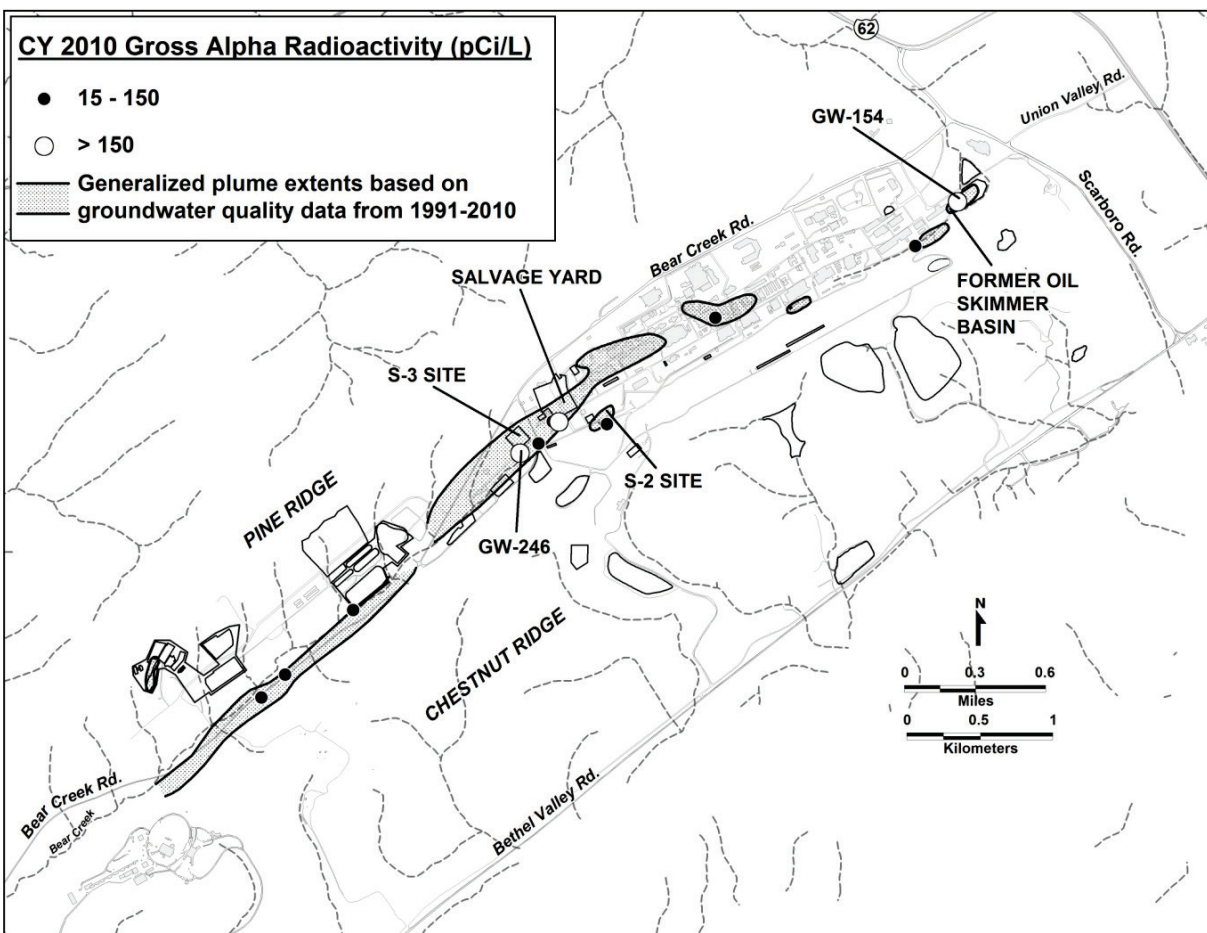 CY 2010 Gross Alpha Radioactivity (pCi/L)
15 - 150
> 150
Generalized plume extents based on
groundwater quality data from 1991-2010
62
Union Valley Rd.
GW-154
Scarboro Rd.
Bear Creek Rd.
SALVAGE YARD
FORMER OIL
SKIMMER
BASIN
S-3 SITE
S-2 SITE
PINE RIDGE
GW-246
CHESTNUT RIDGE
N
0 0.3 0.6
Miles
0 0.5 1
Kilometers
Bear Creek Rd.
Bear Creek
Bethel Valley Rd.